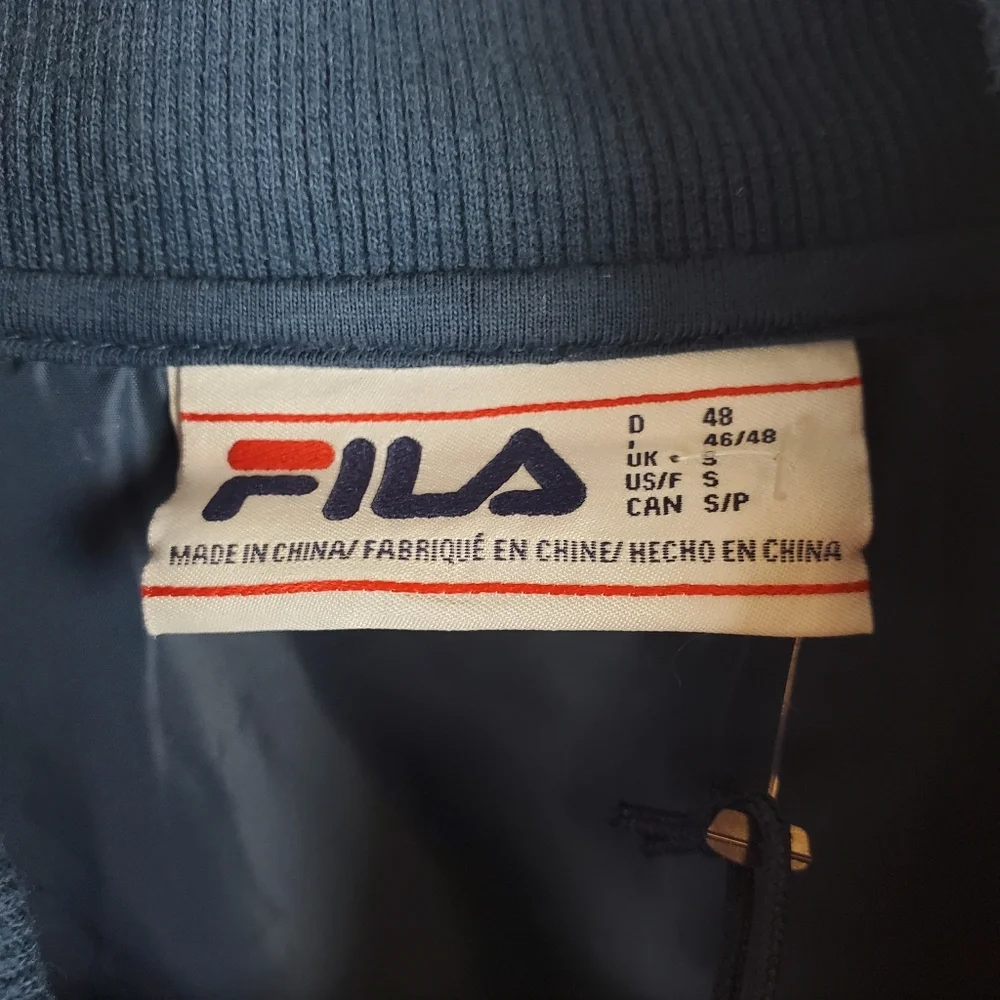 FILA
D 48
I 46/48
UK S
US/F S
CAN S/P
MADE IN CHINA/ FABRIQUÉ EN CHINE/ HECHO EN CHINA